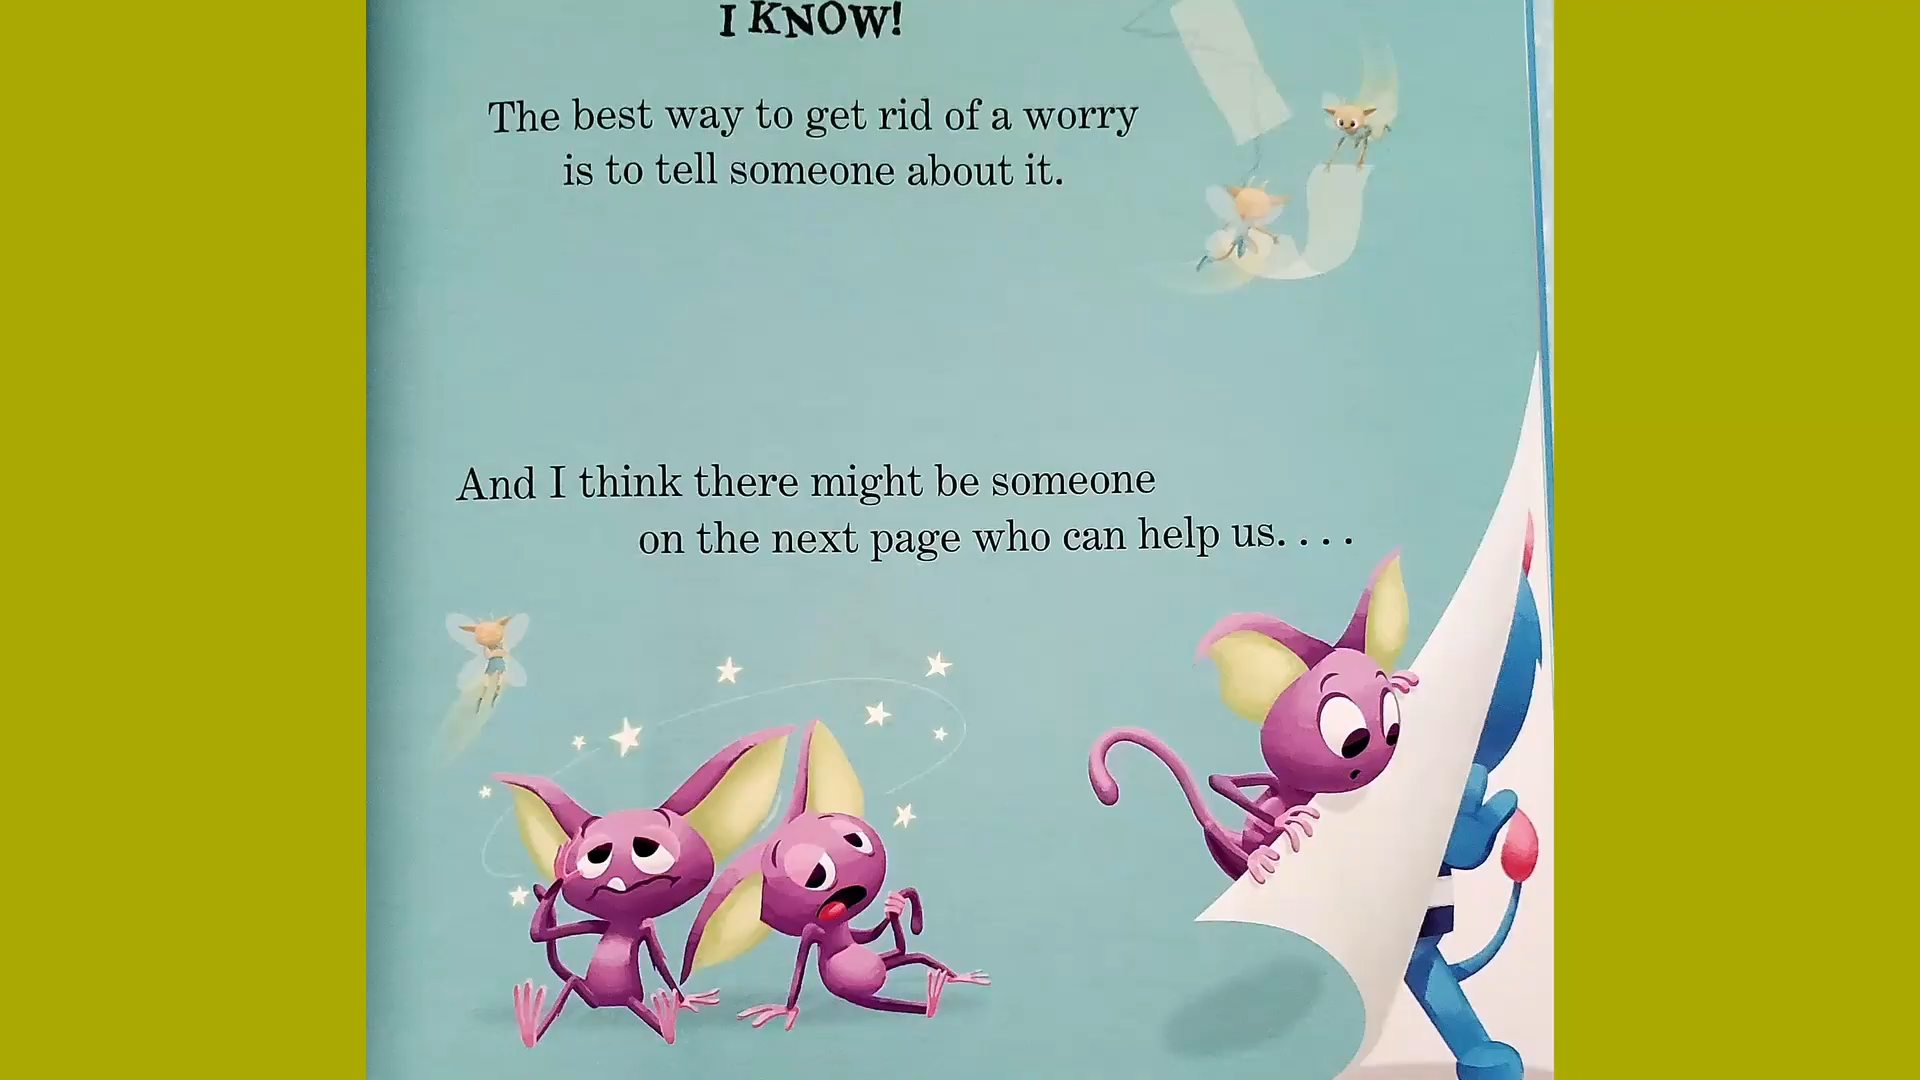 I KNOW!
The best way to get rid of a worry
is to tell someone about it.
And I think there might be someone
on the next page who can help us. . . .